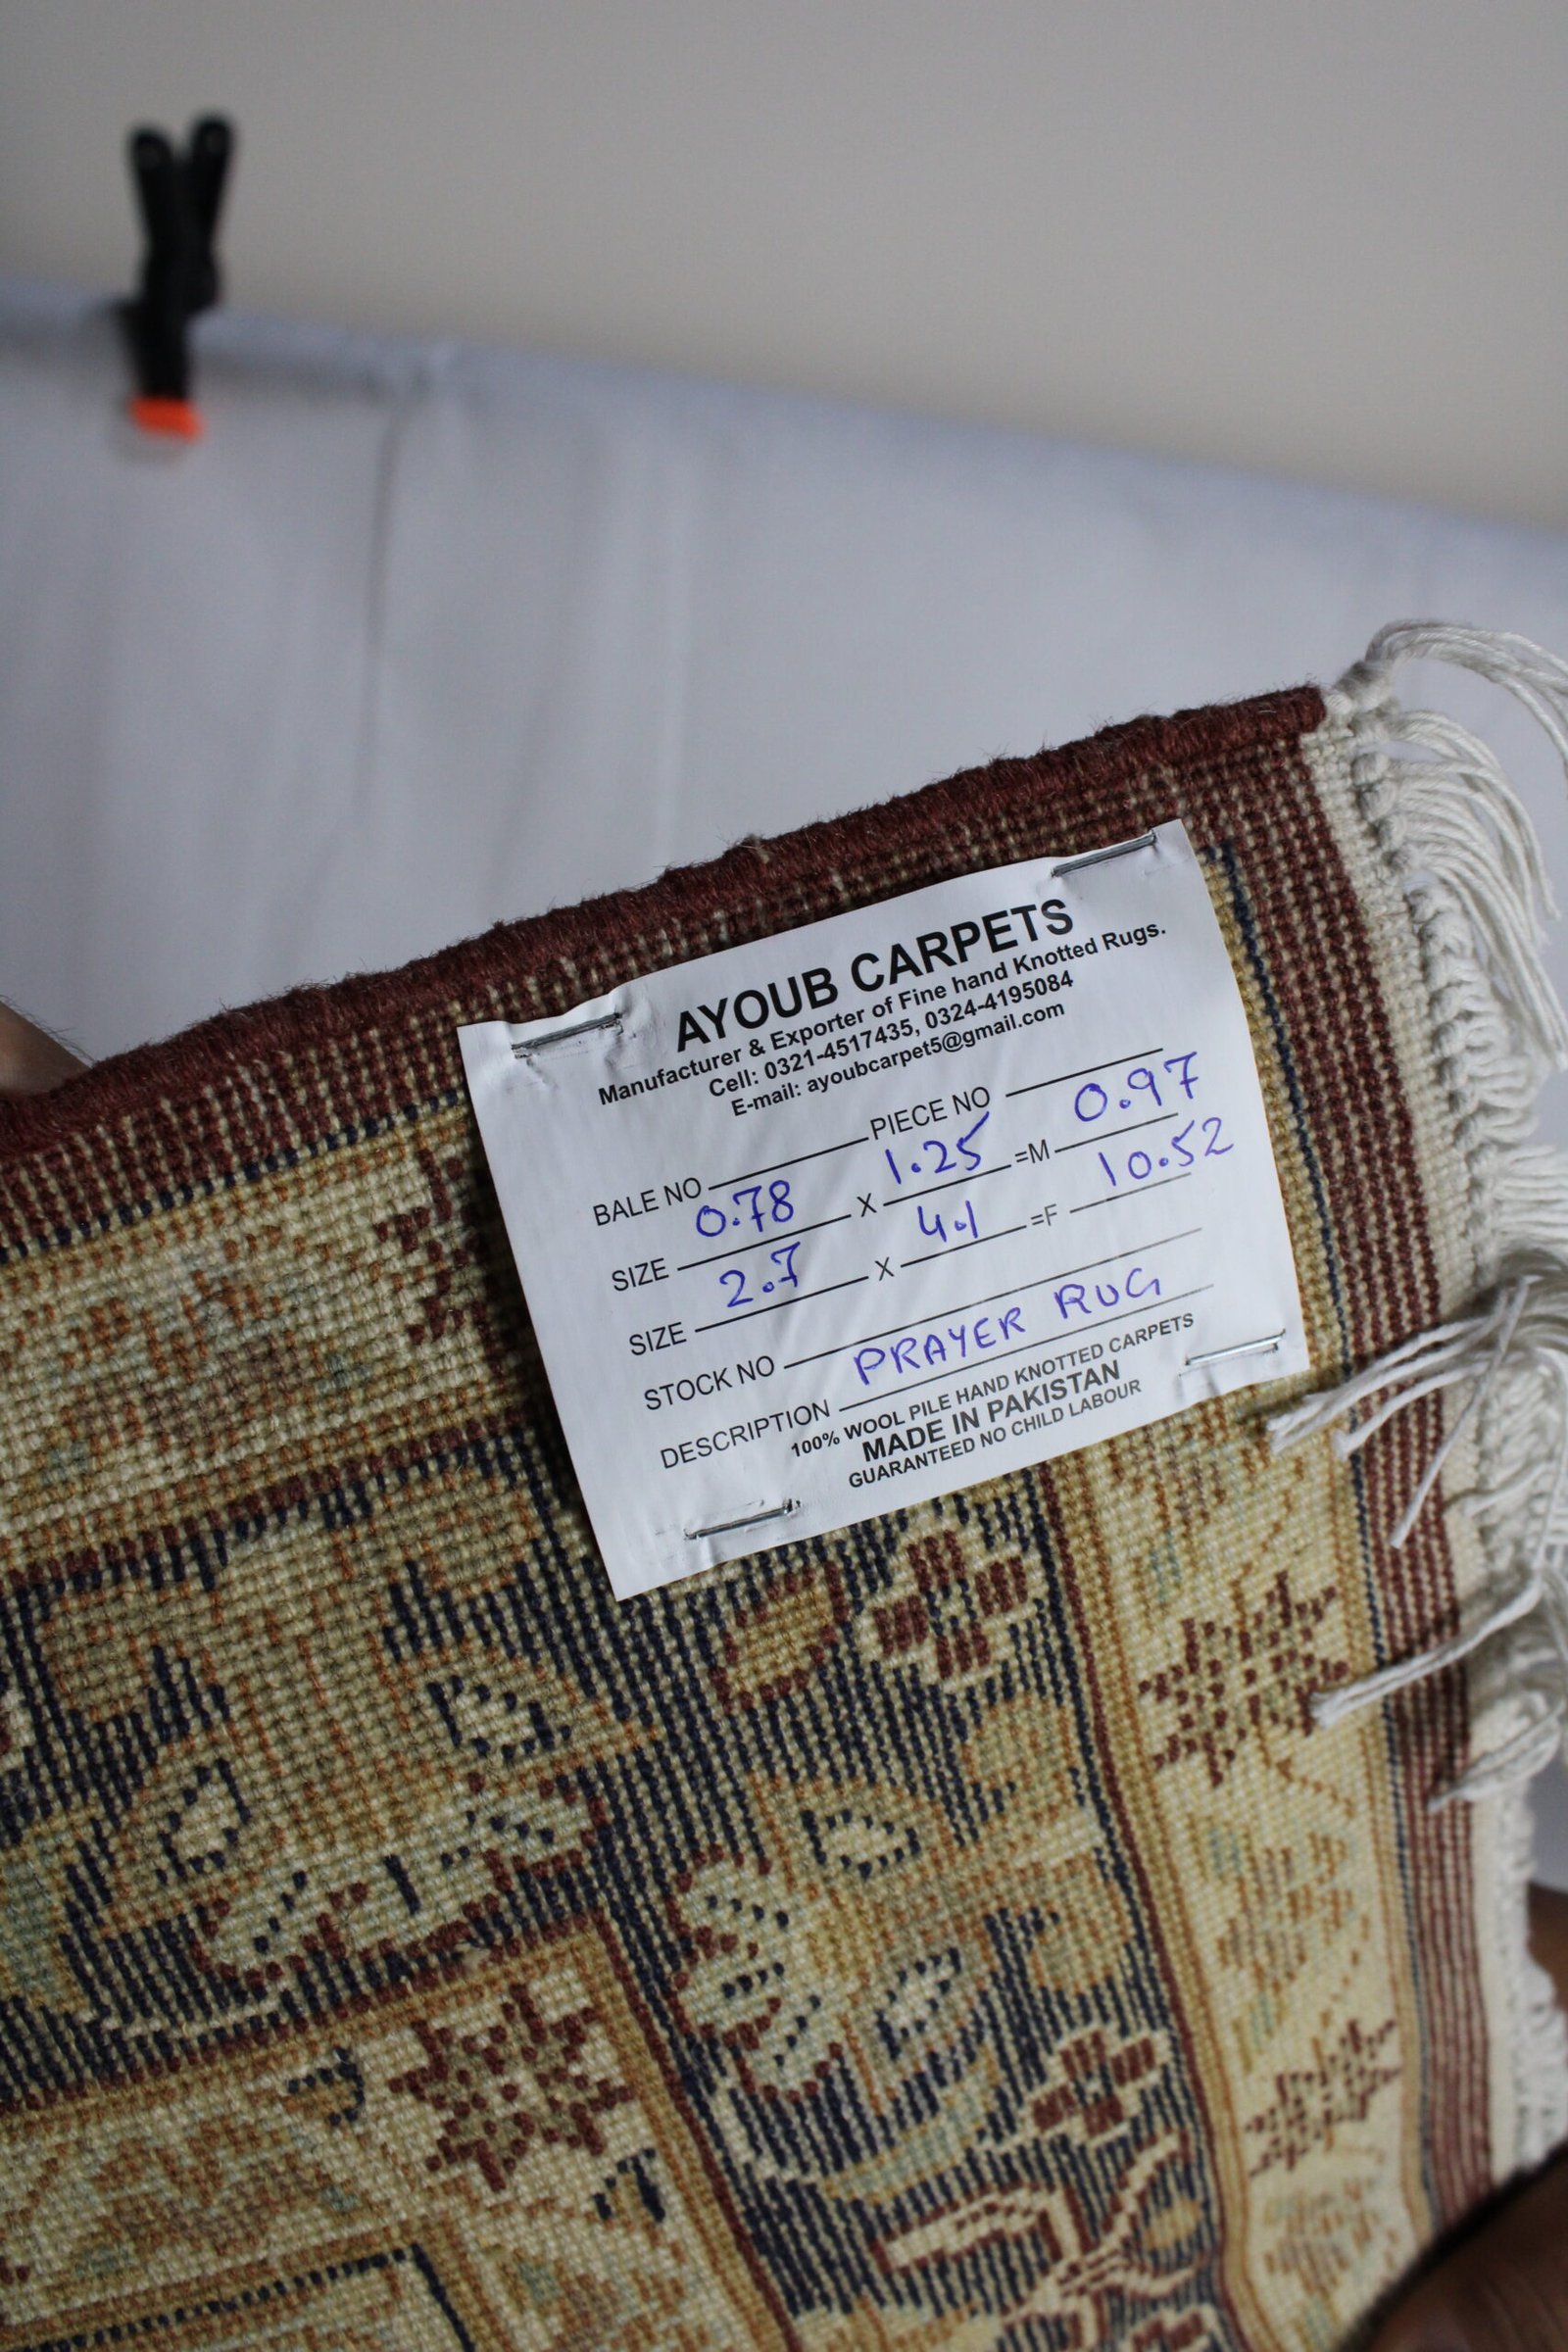 AYOUB CARPETS
Manufacturer & Exporter of Fine hand Knotted Rugs.
Cell: 0321-4517435, 0324-4195084
E-mail: ayoubcarpet5@gmail.com
BALE NO PIECE NO
SIZE 0.78 X 1.25 =M 0.97
SIZE 2.7 X 4.1 =F 10.52
STOCK NO
DESCRIPTION PRAYER RUG
100% WOOL PILE HAND KNOTTED CARPETS
MADE IN PAKISTAN
GUARANTEED NO CHILD LABOUR